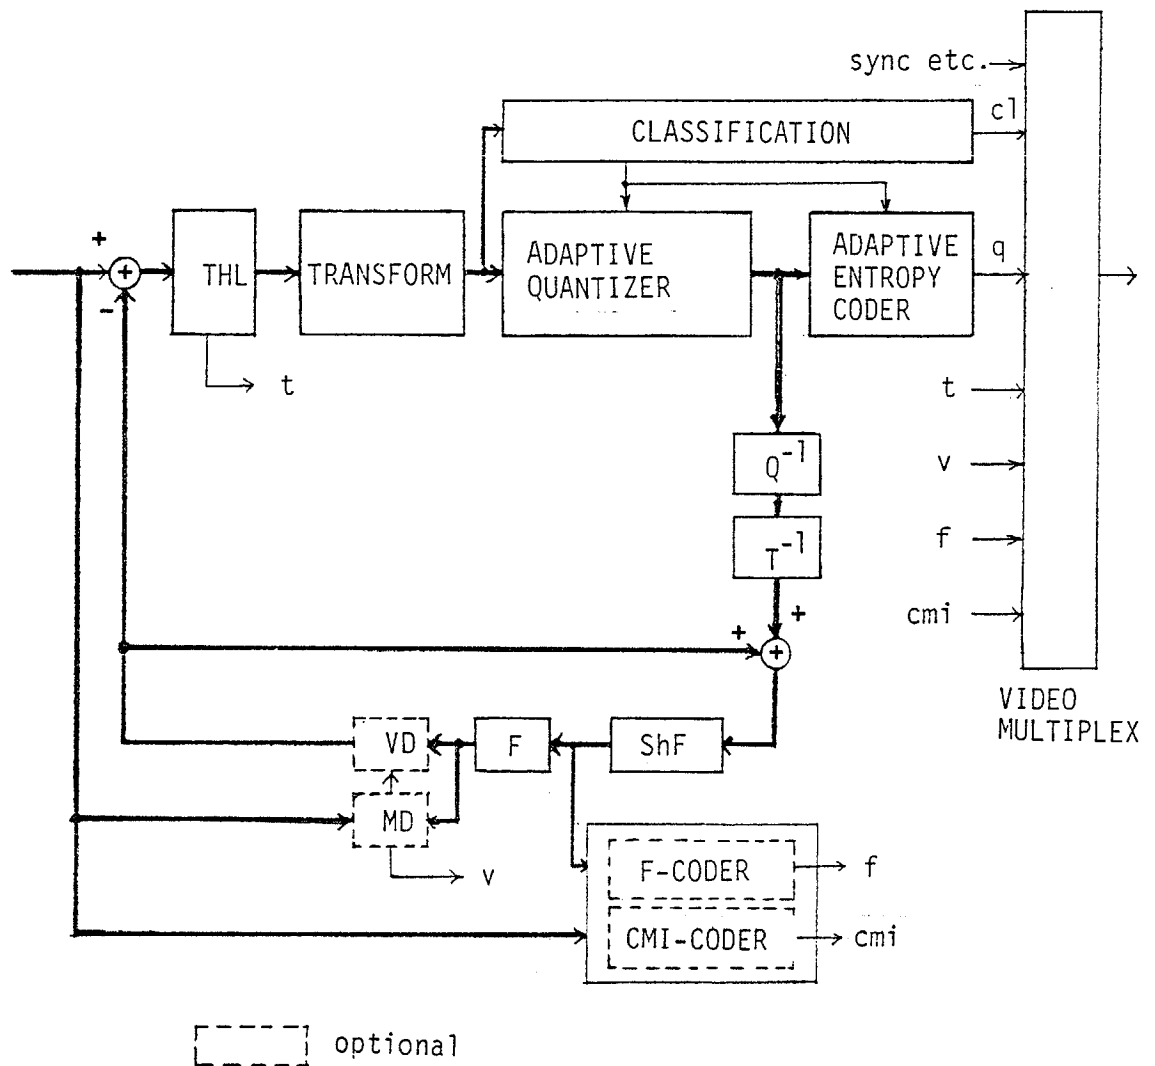 sync etc.
cl
CLASSIFICATION
+
+
-
THL
TRANSFORM
ADAPTIVE
QUANTIZER
ADAPTIVE
ENTROPY
CODER
q
t
t
Q-1
v
T-1
f
+
cmi
+
+
VIDEO
MULTIPLEX
VD
F
ShF
MD
v
F-CODER
f
CMI-CODER
cmi
optional